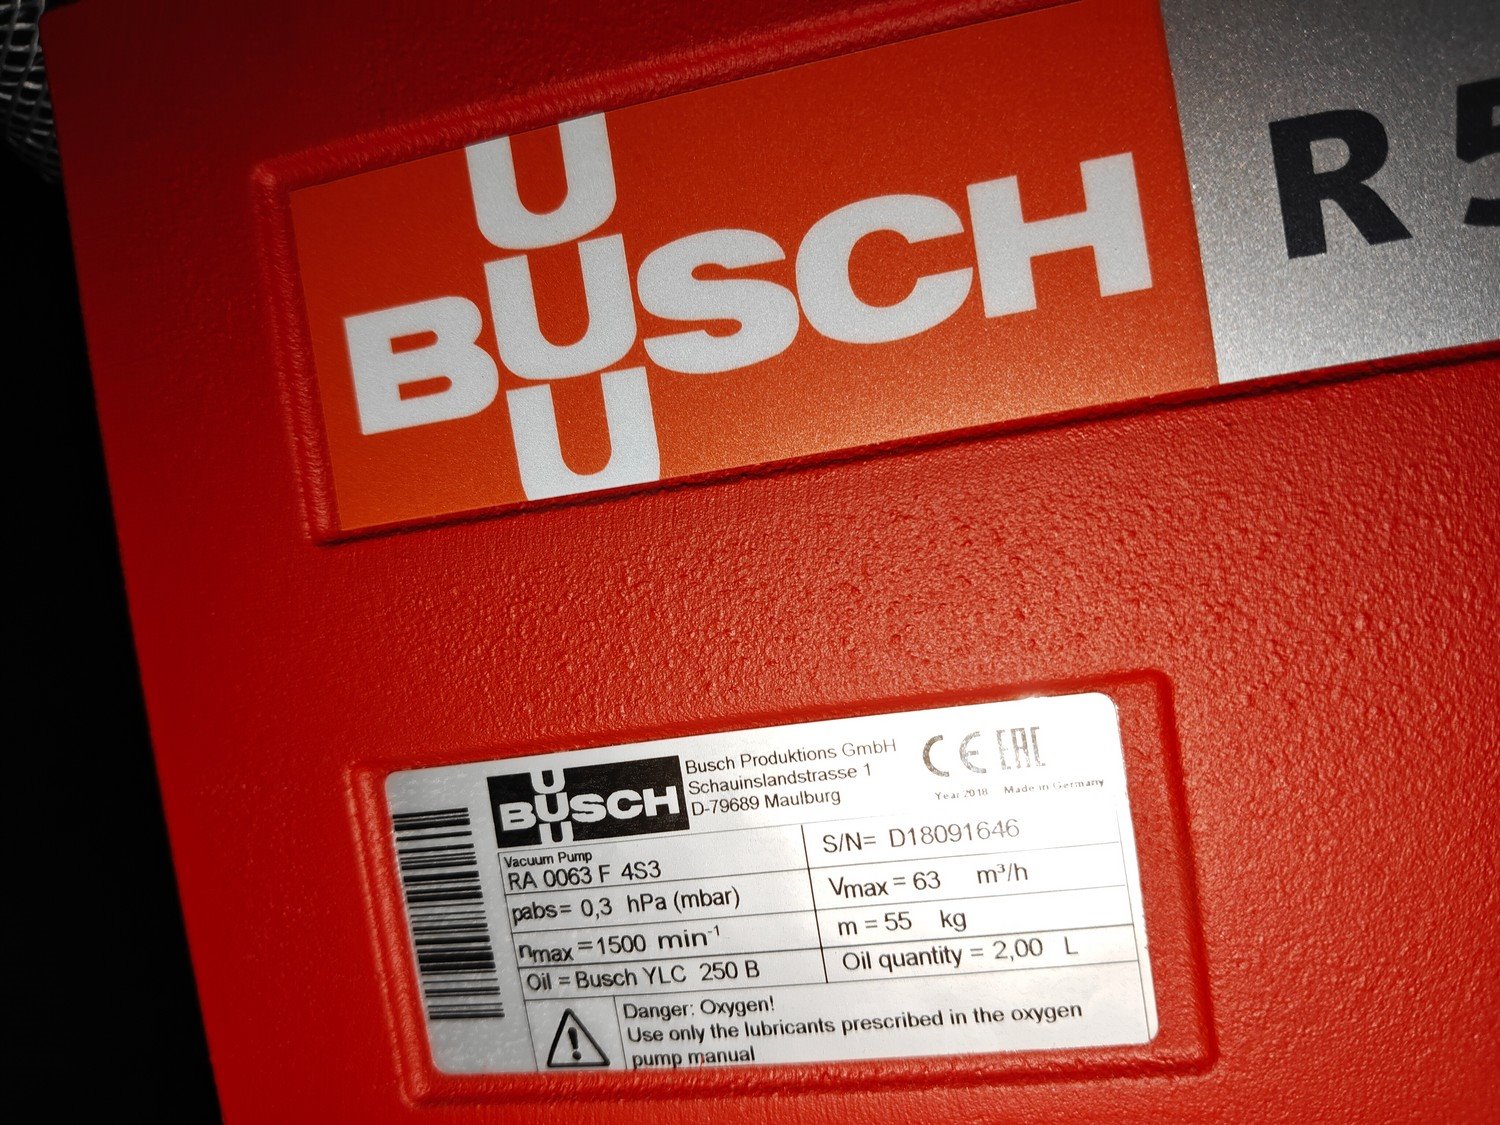 BUSCH
U
U
R 5
BUSCH
U
U
Busch Produktions GmbH
Schauinslandstrasse 1
D-79689 Maulburg
CE EAC
Year 2018 Made in Germany
Vacuum Pump
RA 0063 F 4S3
S/N= D18091646
pabs= 0,3 hPa (mbar)
Vmax = 63 m³/h
nmax =1500 min⁻¹
m = 55 kg
Oil = Busch YLC 250 B
Oil quantity = 2,00 L
Danger: Oxygen!
Use only the lubricants prescribed in the oxygen
pump manual